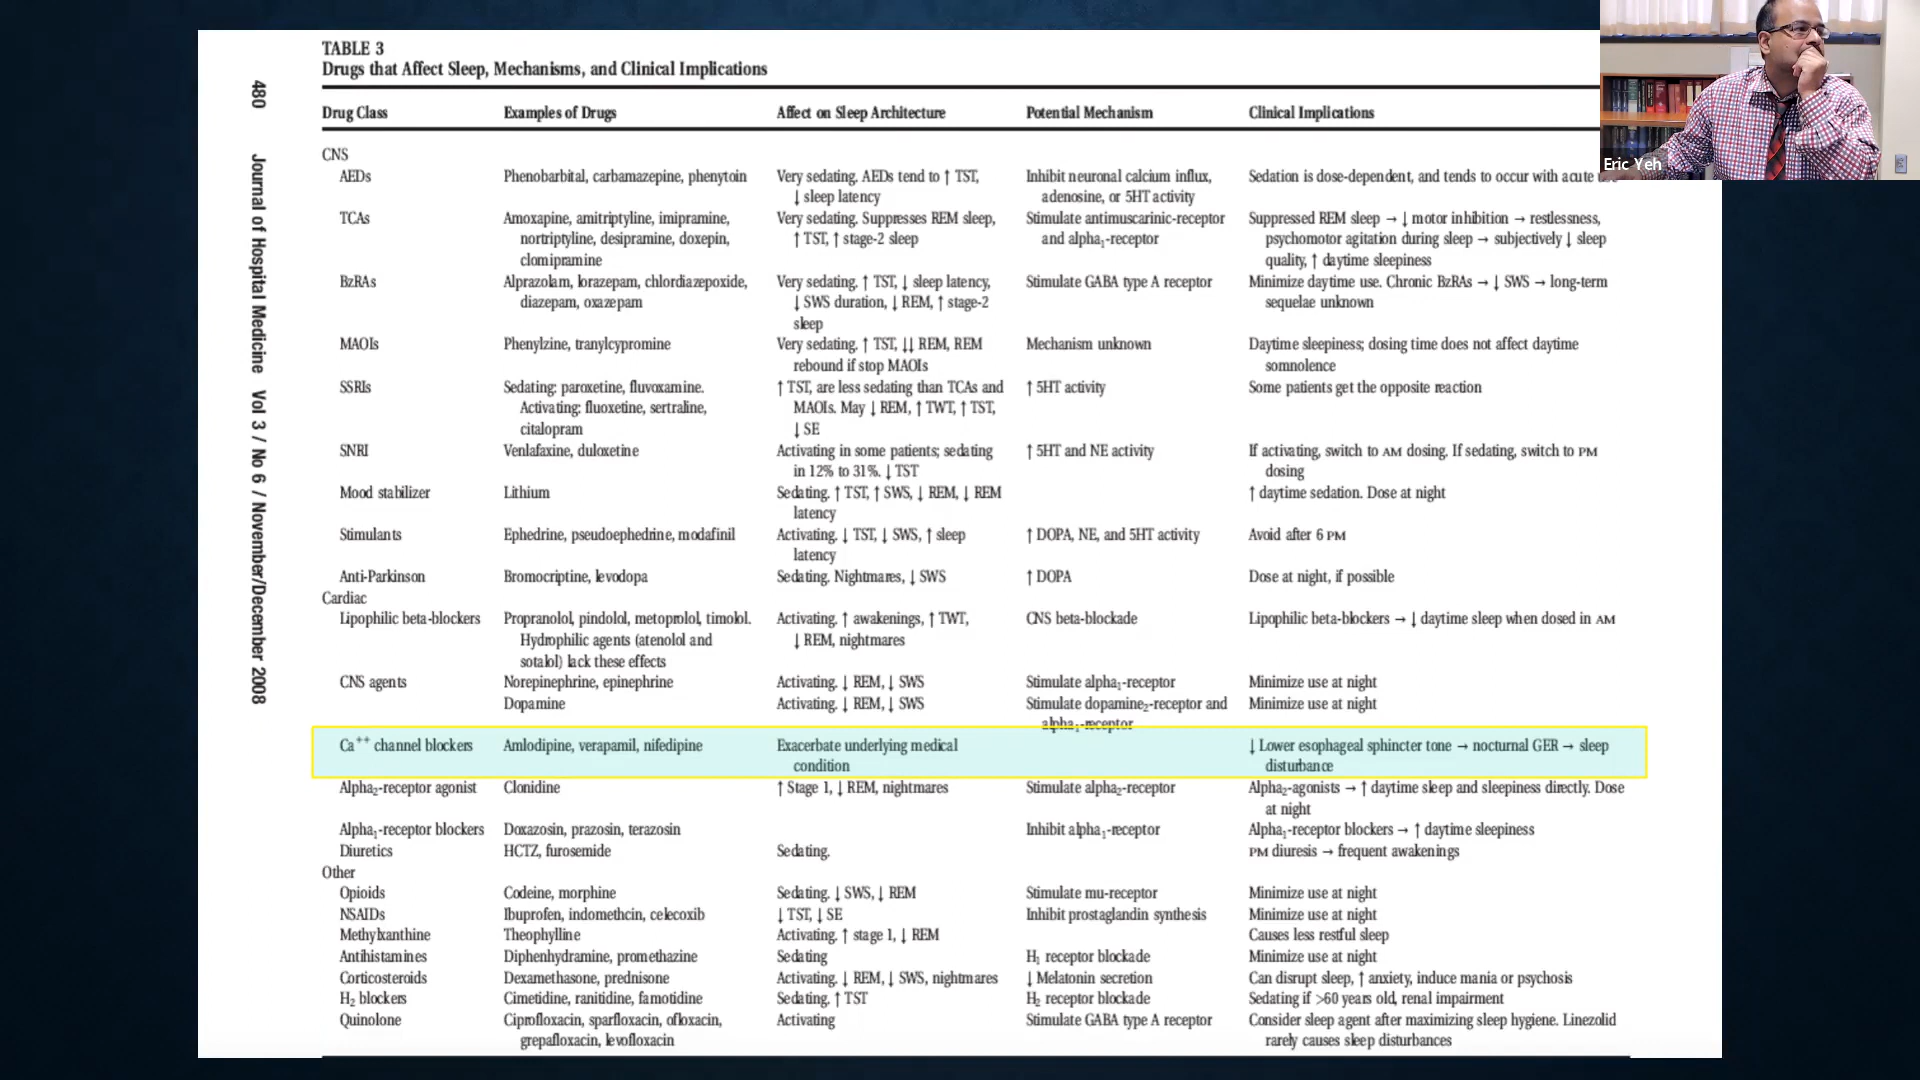 TABLE 3
Drugs that Affect Sleep, Mechanisms, and Clinical Implications
480 Journal of Hospital Medicine Vol 3 / No 6 / November/December 2008
Drug Class Examples of Drugs Affect on Sleep Architecture Potential Mechanism Clinical Implications
Eric Yeh
CNS
AEDs Phenobarbital, carbamazepine, phenytoin Very sedating. AEDs tend to ↑ TST, Inhibit neuronal calcium influx, Sedation is dose-dependent, and tends to occur with acute
↓ sleep latency adenosine, or 5HT activity
TCAs Amoxapine, amitriptyline, imipramine, Very sedating. Suppresses REM sleep, Stimulate antimuscarinic-receptor Suppressed REM sleep → ↓ motor inhibition → restlessness,
nortriptyline, desipramine, doxepin, ↑ TST, ↑ stage-2 sleep and alpha₁-receptor psychomotor agitation during sleep → subjectively ↓ sleep
clomipramine quality, ↑ daytime sleepiness
BzRAs Alprazolam, lorazepam, chlordiazepoxide, Very sedating. ↑ TST, ↓ sleep latency, Stimulate GABA type A receptor Minimize daytime use. Chronic BzRAs → ↓ SWS → long-term
diazepam, oxazepam ↓ SWS duration, ↓ REM, ↑ stage-2 sequelae unknown
sleep
MAOIs Phenylzine, tranylcypromine Very sedating. ↑ TST, ↓↓ REM, REM Mechanism unknown Daytime sleepiness; dosing time does not affect daytime
rebound if stop MAOIs somnolence
SSRIs Sedating: paroxetine, fluvoxamine. ↑ TST, are less sedating than TCAs and ↑ 5HT activity Some patients get the opposite reaction
Activating: fluoxetine, sertraline, MAOIs. May ↓ REM, ↑ TWT, ↑ TST,
citalopram ↓ SE
SNRI Venlafaxine, duloxetine Activating in some patients; sedating ↑ 5HT and NE activity If activating, switch to AM dosing. If sedating, switch to PM
in 12% to 31%. ↓ TST dosing
Mood stabilizer Lithium Sedating. ↑ TST, ↑ SWS, ↓ REM, ↓ REM ↑ daytime sedation. Dose at night
latency
Stimulants Ephedrine, pseudoephedrine, modafinil Activating. ↓ TST, ↓ SWS, ↑ sleep ↑ DOPA, NE, and 5HT activity Avoid after 6 PM
latency
Anti-Parkinson Bromocriptine, levodopa Sedating. Nightmares, ↓ SWS ↑ DOPA Dose at night, if possible
Cardiac
Lipophilic beta-blockers Propranolol, pindolol, metoprolol, timolol. Activating. ↑ awakenings, ↑ TWT, CNS beta-blockade Lipophilic beta-blockers → ↓ daytime sleep when dosed in AM
Hydrophilic agents (atenolol and ↓ REM, nightmares
sotalol) lack these effects
CNS agents Norepinephrine, epinephrine Activating. ↓ REM, ↓ SWS Stimulate alpha₁-receptor Minimize use at night
Dopamine Activating. ↓ REM, ↓ SWS Stimulate dopamine₂-receptor and Minimize use at night
alpha₁-receptor
Ca⁺⁺ channel blockers Amlodipine, verapamil, nifedipine Exacerbate underlying medical ↓ Lower esophageal sphincter tone → nocturnal GER → sleep
condition disturbance
Alpha₂-receptor agonist Clonidine ↑ Stage 1, ↓ REM, nightmares Stimulate alpha₂-receptor Alpha₂-agonists → ↑ daytime sleep and sleepiness directly. Dose
at night
Alpha₁-receptor blockers Doxazosin, prazosin, terazosin Inhibit alpha₁-receptor Alpha₁-receptor blockers → ↑ daytime sleepiness
Diuretics HCTZ, furosemide Sedating. PM diuresis → frequent awakenings
Other
Opioids Codeine, morphine Sedating. ↓ SWS, ↓ REM Stimulate mu-receptor Minimize use at night
NSAIDs Ibuprofen, indomethcin, celecoxib ↓ TST, ↓ SE Inhibit prostaglandin synthesis Minimize use at night
Methylxanthine Theophylline Activating. ↑ stage 1, ↓ REM Causes less restful sleep
Antihistamines Diphenhydramine, promethazine Sedating H₁ receptor blockade Minimize use at night
Corticosteroids Dexamethasone, prednisone Activating. ↓ REM, ↓ SWS, nightmares ↓ Melatonin secretion Can disrupt sleep, ↑ anxiety, induce mania or psychosis
H₂ blockers Cimetidine, ranitidine, famotidine Sedating. ↑ TST H₂ receptor blockade Sedating if >60 years old, renal impairment
Quinolone Ciprofloxacin, sparfloxacin, ofloxacin, Activating Stimulate GABA type A receptor Consider sleep agent after maximizing sleep hygiene. Linezolid
grepafloxacin, levofloxacin rarely causes sleep disturbances